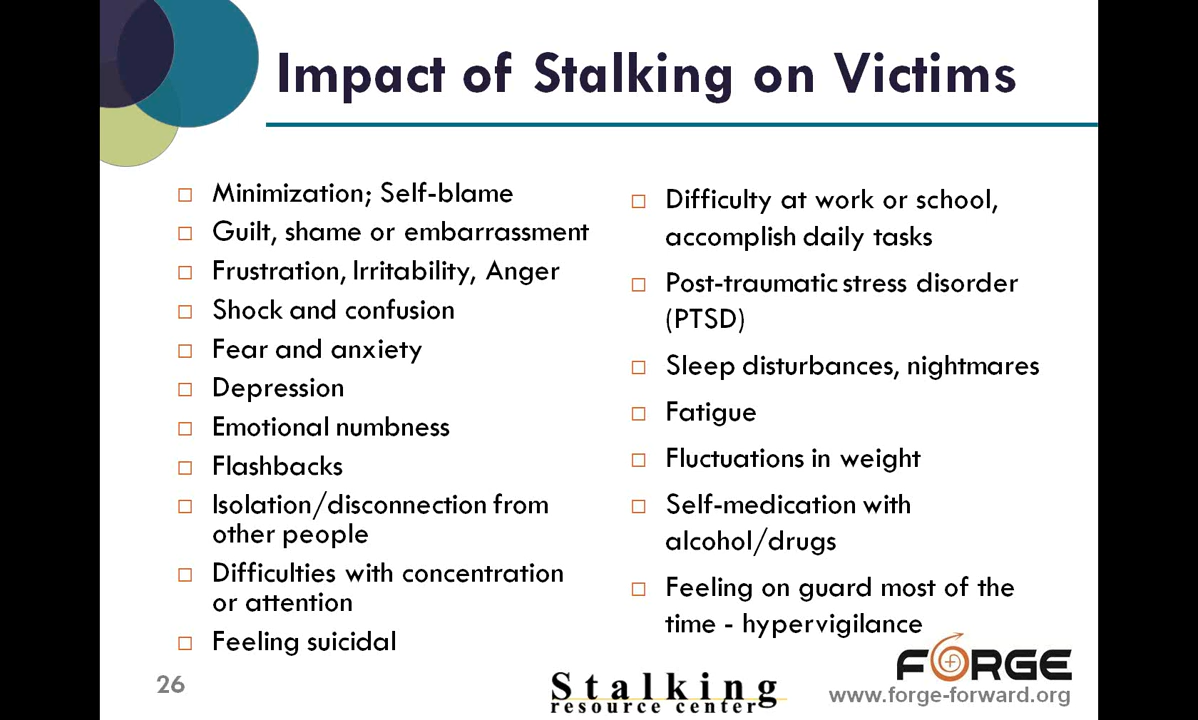 Impact of Stalking on Victims
Minimization; Self-blame
Guilt, shame or embarrassment
Frustration, Irritability, Anger
Shock and confusion
Fear and anxiety
Depression
Emotional numbness
Flashbacks
Isolation/disconnection from
other people
Difficulties with concentration
or attention
Feeling suicidal
Difficulty at work or school,
accomplish daily tasks
Post-traumatic stress disorder
(PTSD)
Sleep disturbances, nightmares
Fatigue
Fluctuations in weight
Self-medication with
alcohol/drugs
Feeling on guard most of the
time - hypervigilance
26
Stalking
resource center
FORGE
www.forge-forward.org